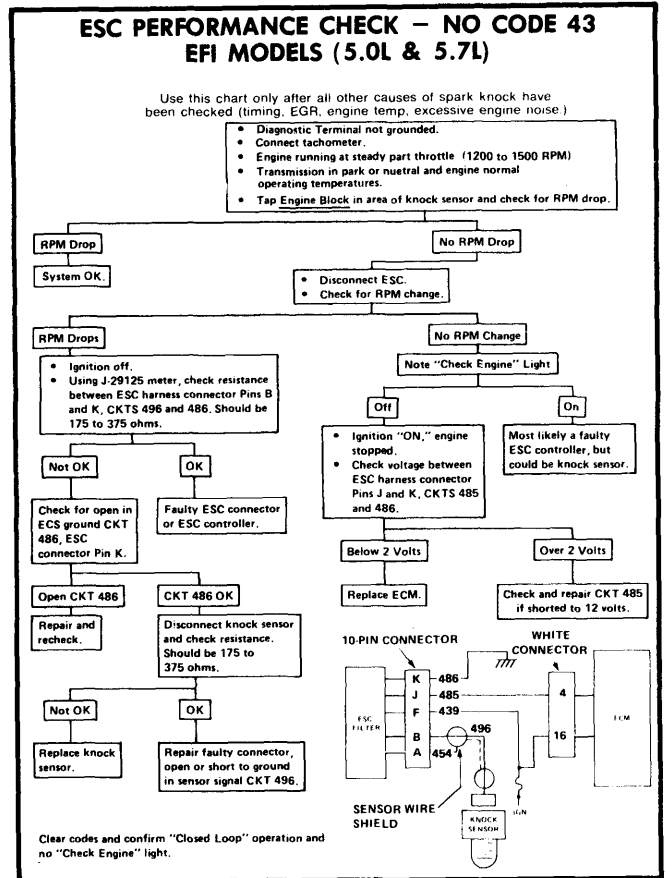 ESC PERFORMANCE CHECK – NO CODE 43
EFI MODELS (5.0L & 5.7L)
Use this chart only after all other causes of spark knock have
been checked (timing, EGR, engine temp, excessive engine noise.)
• Diagnostic Terminal not grounded.
• Connect tachometer.
• Engine running at steady part throttle (1200 to 1500 RPM)
• Transmission in park or nuetral and engine normal
operating temperatures.
• Tap Engine Block in area of knock sensor and check for RPM drop.
RPM Drop
No RPM Drop
System OK.
• Disconnect ESC.
• Check for RPM change.
RPM Drops
No RPM Change
• Ignition off.
• Using J-29125 meter, check resistance
between ESC harness connector Pins B
and K, CKTS 496 and 486. Should be
175 to 375 ohms.
Note "Check Engine" Light
Off
On
• Ignition "ON," engine
stopped.
• Check voltage between
ESC harness connector
Pins J and K, CKTS 485
and 486.
Most likely a faulty
ESC controller, but
could be knock sensor.
Not OK
OK
Check for open in
ECS ground CKT
486, ESC
connector Pin K.
Faulty ESC connector
or ESC controller.
Below 2 Volts
Over 2 Volts
Replace ECM.
Check and repair CKT 485
if shorted to 12 volts.
Open CKT 486
CKT 486 OK
Repair and
recheck.
Disconnect knock sensor
and check resistance.
Should be 175 to
375 ohms.
Not OK
OK
Replace knock
sensor.
Repair faulty connector,
open or short to ground
in sensor signal CKT 496.
10-PIN CONNECTOR
WHITE
CONNECTOR
ESC
FILTER
K 486
J 485 4
F 439
B 496 16
A 454
ECM
SENSOR WIRE
SHIELD
IGN
KNOCK
SENSOR
Clear codes and confirm "Closed Loop" operation and
no "Check Engine" light.